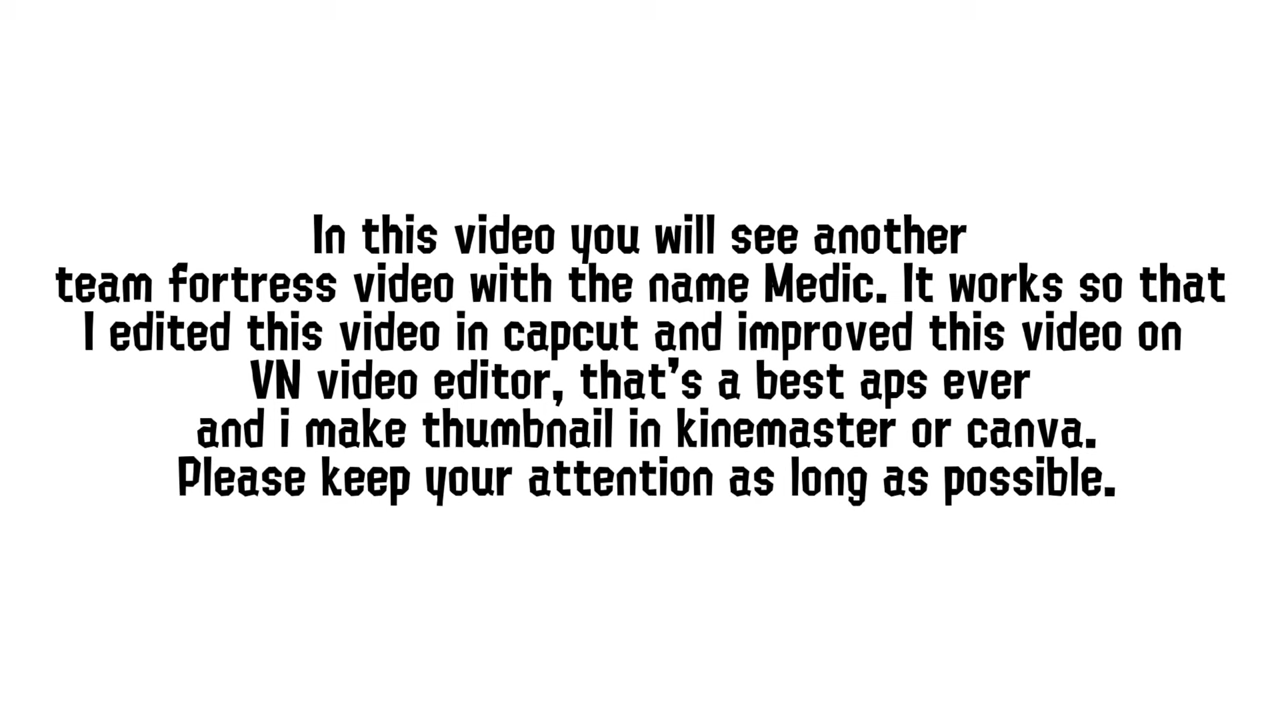 In this video you will see another
team fortress video with the name Medic. It works so that
I edited this video in capcut and improved this video on
VN video editor, that's a best aps ever
and i make thumbnail in kinemaster or canva.
Please keep your attention as long as possible.